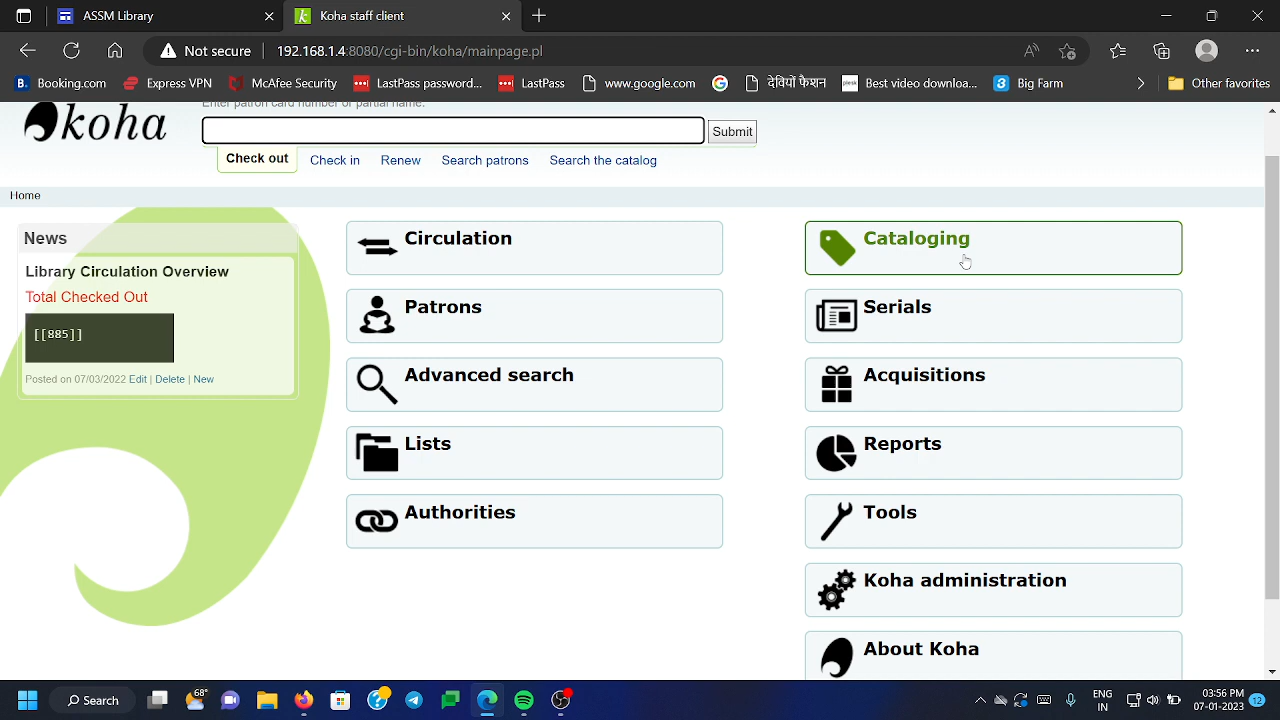 ASSM Library
Koha staff client
Not secure
192.168.1.4:8080/cgi-bin/koha/mainpage.pl
Booking.com
Express VPN
McAfee Security
LastPass password...
LastPass
www.google.com
Best video downloa...
Big Farm
Other favorites
Enter patron card number or partial name:
koha
Submit
Check out
Check in
Renew
Search patrons
Search the catalog
Home
News
Library Circulation Overview
Total Checked Out
[[885]]
Posted on 07/03/2022 Edit | Delete | New
Circulation
Patrons
Advanced search
Lists
Authorities
Cataloging
Serials
Acquisitions
Reports
Tools
Koha administration
About Koha
Search
68°
ENG
IN
03:56 PM
07-01-2023
12